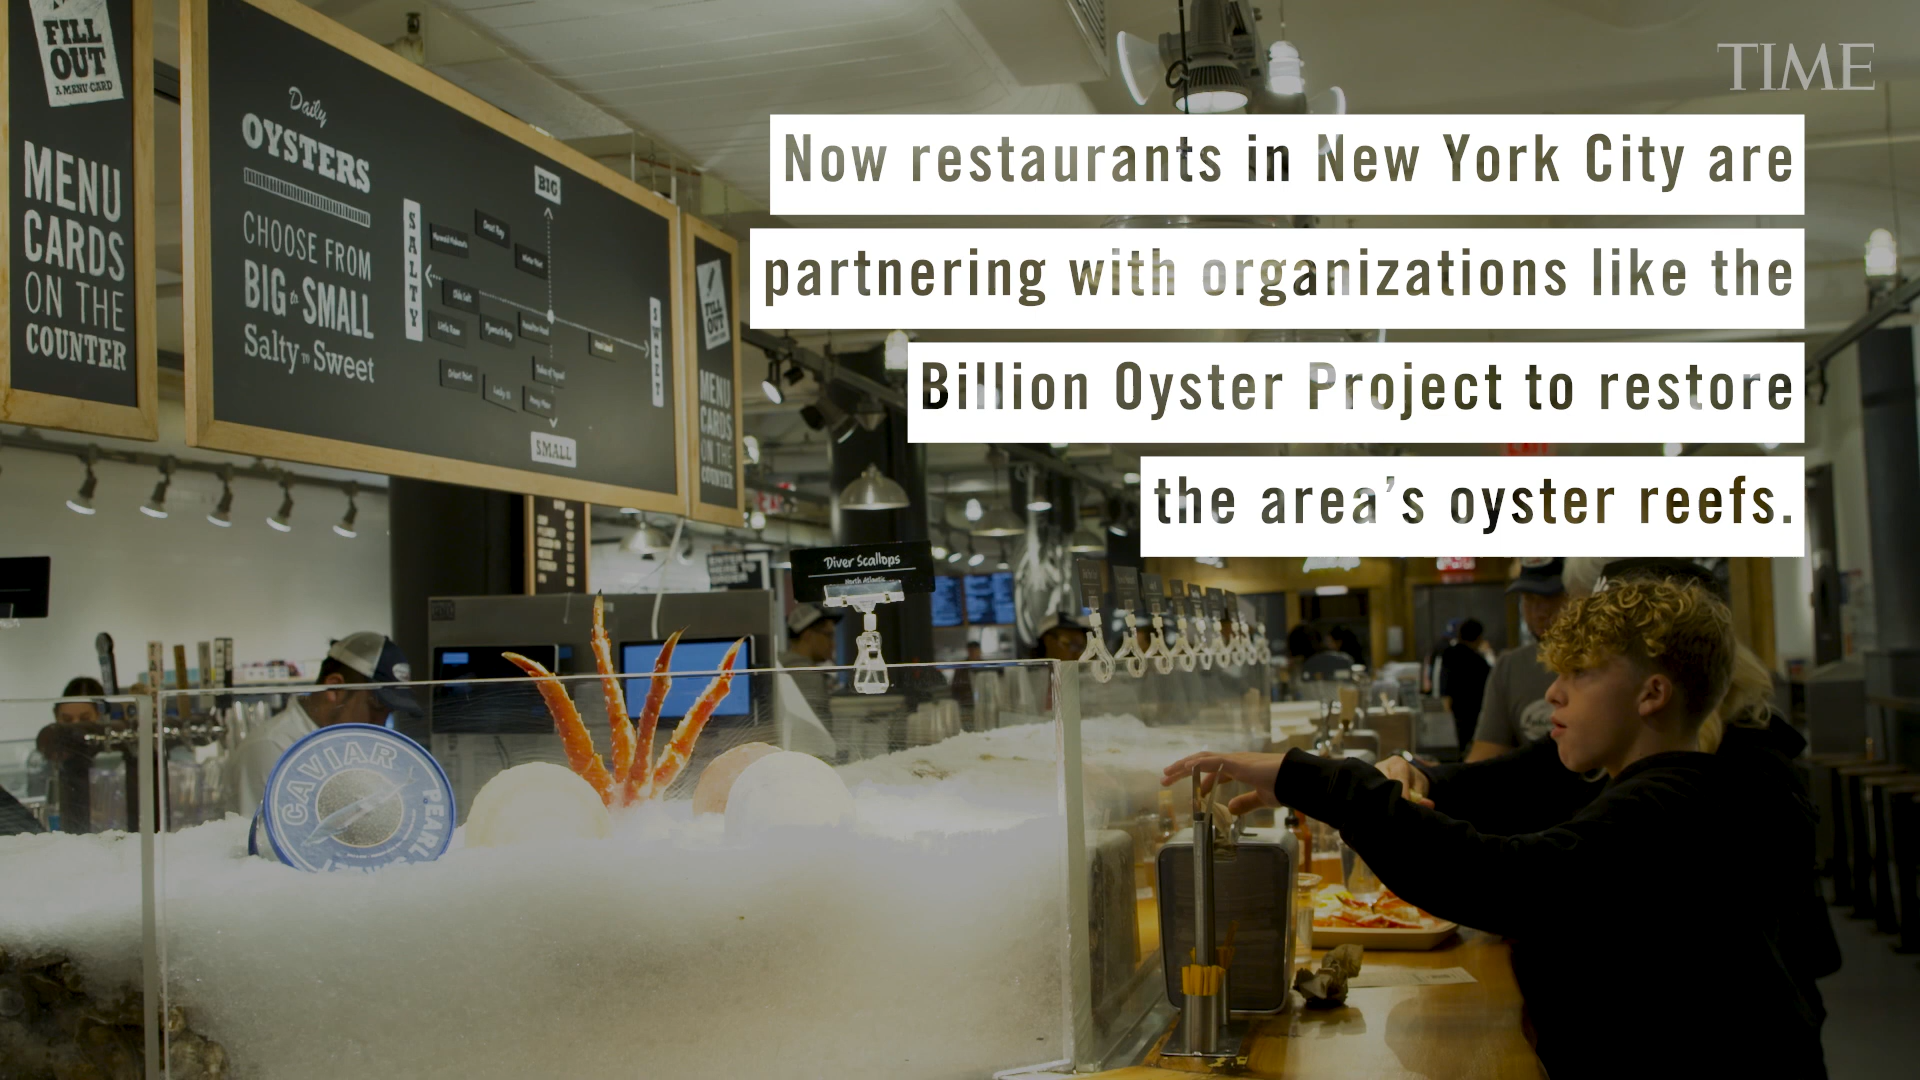 FILL
OUT
A MENU CARD
MENU
CARDS
ON THE
COUNTER
Daily
OYSTERS
CHOOSE FROM
BIG to SMALL
Salty to Sweet
BIG
SALTY
SWEET
SMALL
FILL
OUT
MENU
CARDS
ON THE
COUNTER
TIME
Now restaurants in New York City are
partnering with organizations like the
Billion Oyster Project to restore
the area’s oyster reefs.
Diver Scallops
North Atlantic
CAVIAR
PEARL